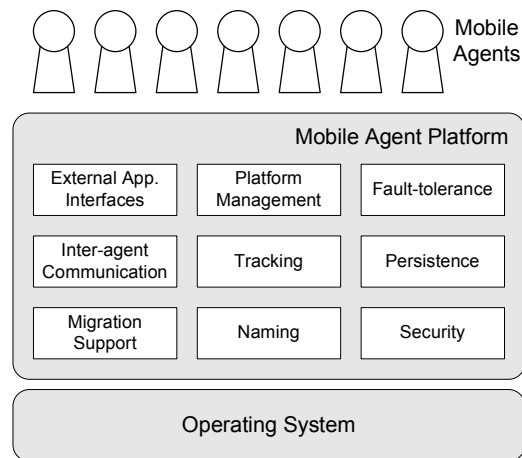 Mobile
Agents
Mobile Agent Platform
External App.
Interfaces
Platform
Management
Fault-tolerance
Inter-agent
Communication
Tracking
Persistence
Migration
Support
Naming
Security
Operating System